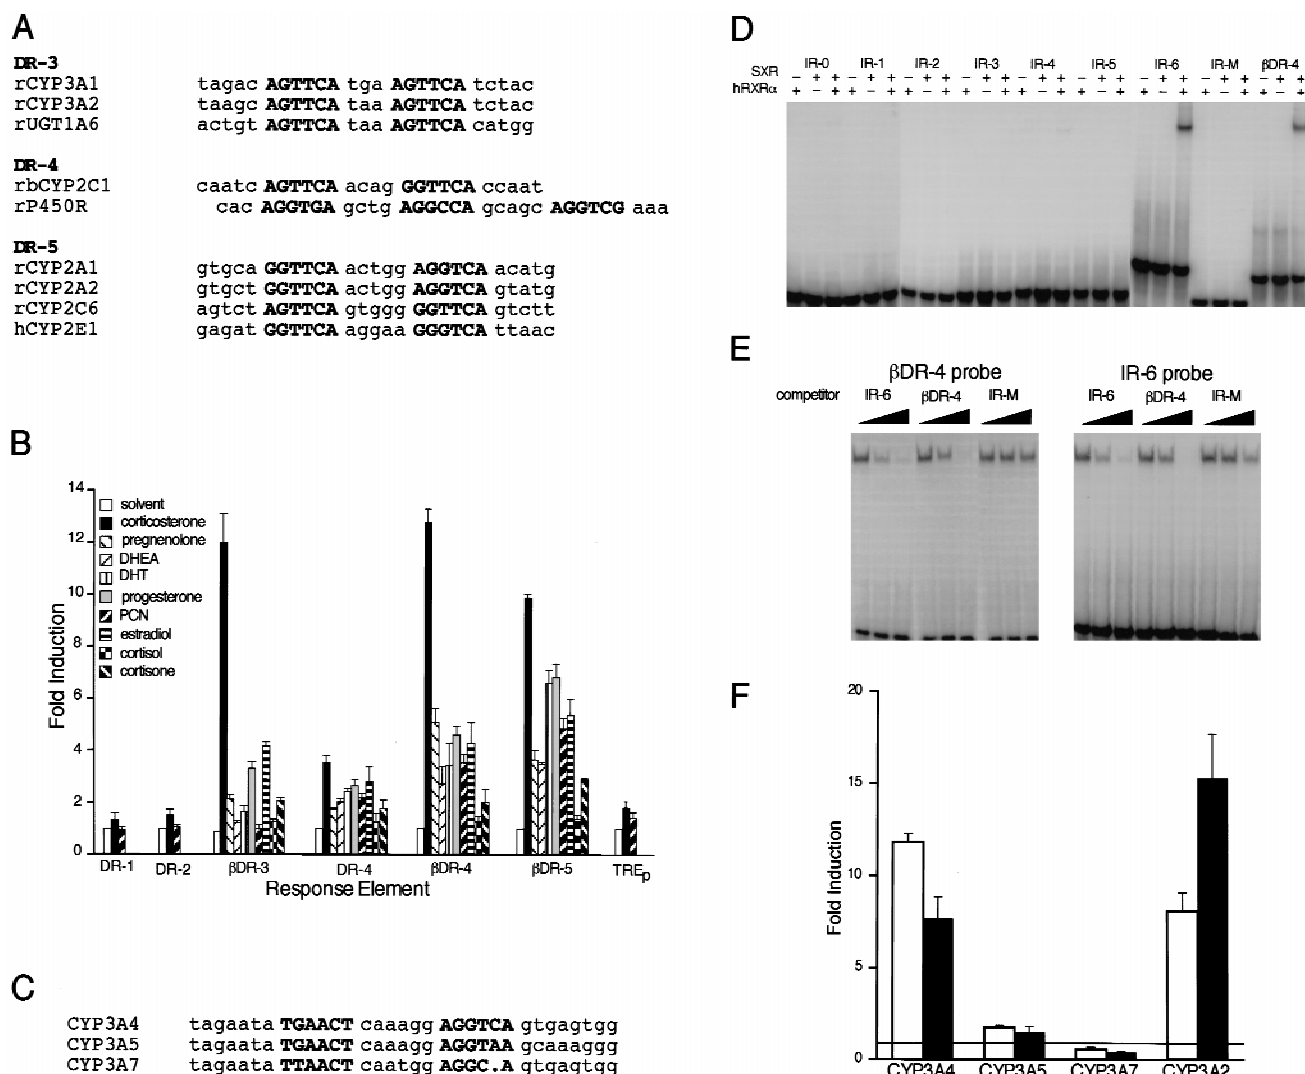 A
DR-3
rCYP3A1 tagac AGTTCA tga AGTTCA tctac
rCYP3A2 taagc AGTTCA taa AGTTCA tctac
rUGT1A6 actgt AGTTCA taa AGTTCA catgg
DR-4
rbCYP2C1 caatc AGTTCA acag GGTTCA ccaat
rP450R cac AGGTGA gctg AGGCCA gcagc AGGTCG aaa
DR-5
rCYP2A1 gtgca GGTTCA actgg AGGTCA acatg
rCYP2A2 gtgct GGTTCA actgg AGGTCA gtatg
rCYP2C6 agtct AGTTCA gtggg GGTTCA gtctt
hCYP2E1 gagat GGTTCA aggaa GGGTCA ttaac
B
Fold Induction
14
12
10
8
6
4
2
0
solvent
corticosterone
pregnenolone
DHEA
DHT
progesterone
PCN
estradiol
cortisol
cortisone
DR-1 DR-2 βDR-3 DR-4 βDR-4 βDR-5 TREp
Response Element
C
CYP3A4 tagaata TGAACT caaagg AGGTCA gtgagtgg
CYP3A5 tagaata TGAACT caaagg AGGTAA gcaaaggg
CYP3A7 tagaata TTAACT caatgg AGGC.A gtgagtgg
D
IR-0 IR-1 IR-2 IR-3 IR-4 IR-5 IR-6 IR-M βDR-4
SXR - + + - + + - + + - + + - + + - + + - + + - + + - + +
hRXRα + - + + - + + - + + - + + - + + - + + - + + - + + - +
E
βDR-4 probe IR-6 probe
competitor IR-6 βDR-4 IR-M IR-6 βDR-4 IR-M
F
Fold Induction
20
15
10
5
0
CYP3A4 CYP3A5 CYP3A7 CYP3A2